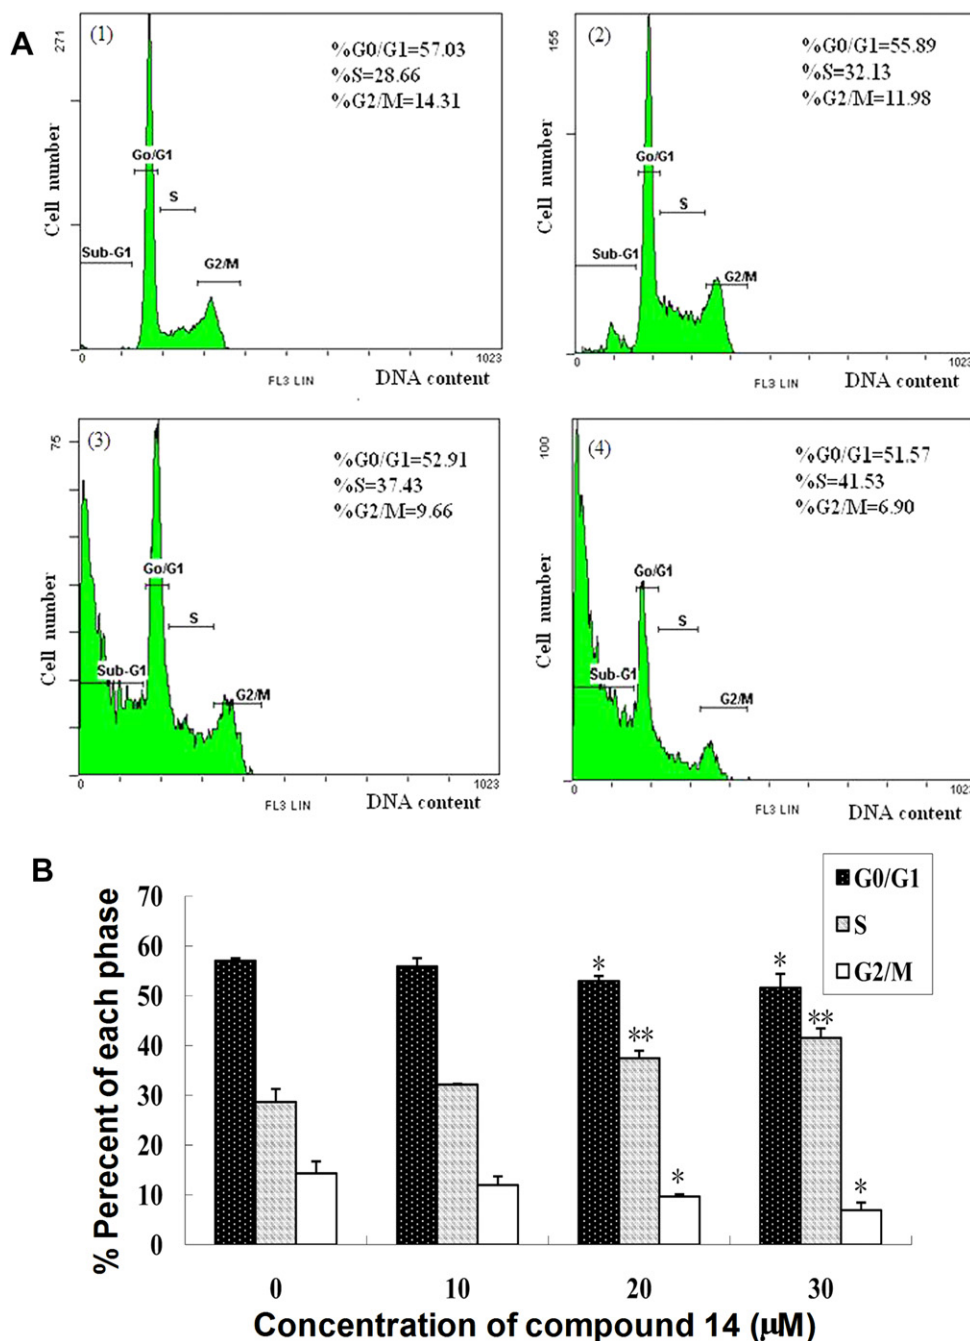 A
(1)
271
%G0/G1=57.03
%S=28.66
%G2/M=14.31
Cell number
Go/G1
S
Sub-G1
G2/M
0
1023
FL3 LIN
DNA content
(2)
155
%G0/G1=55.89
%S=32.13
%G2/M=11.98
Cell number
Go/G1
S
Sub-G1
G2/M
0
1023
FL3 LIN
DNA content
(3)
75
%G0/G1=52.91
%S=37.43
%G2/M=9.66
Cell number
Go/G1
S
Sub-G1
G2/M
0
1023
FL3 LIN
DNA content
(4)
100
%G0/G1=51.57
%S=41.53
%G2/M=6.90
Cell number
Go/G1
S
Sub-G1
G2/M
0
1023
FL3 LIN
DNA content
B
% Perecent of each phase
70
60
50
40
30
20
10
0
G0/G1
S
G2/M
*
**
*
*
**
*
0 10 20 30
Concentration of compound 14 (μM)